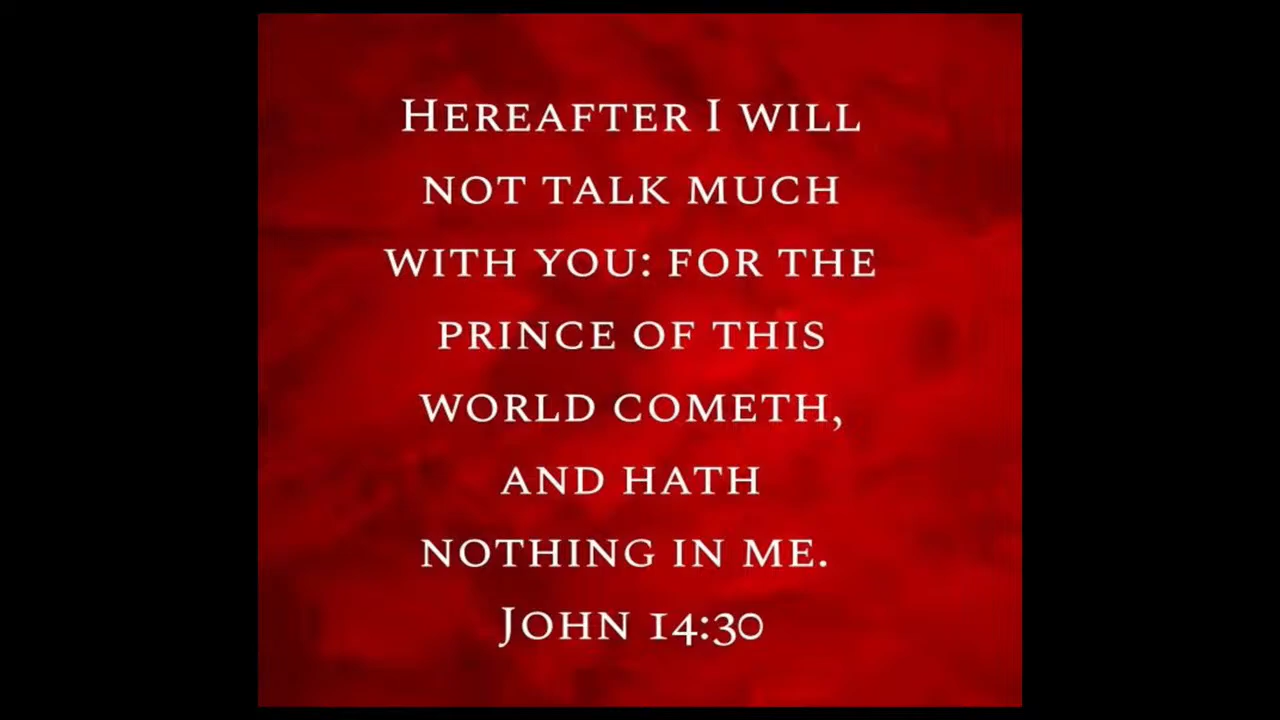 Hereafter I will
not talk much
with you: for the
prince of this
world cometh,
and hath
nothing in me.
John 14:30